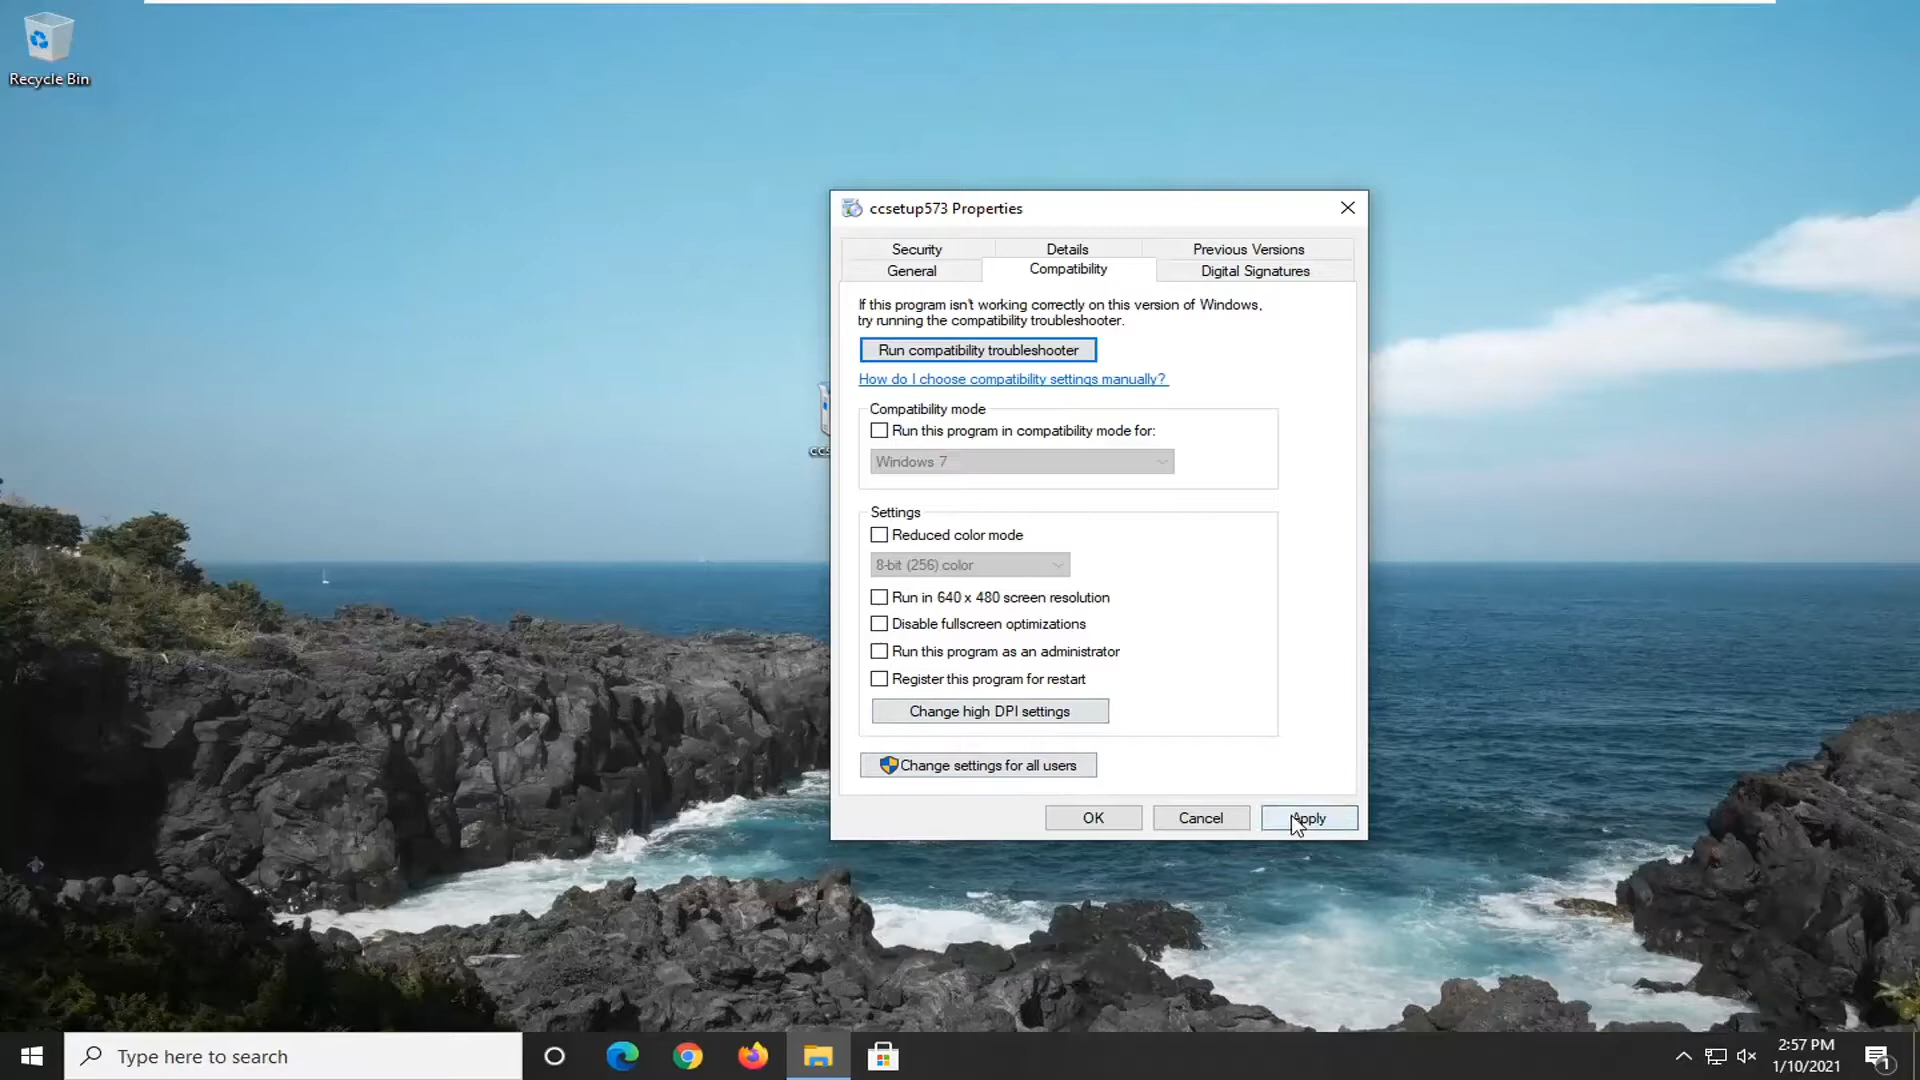 Recycle Bin
ccsetup573 Properties
Security
Details
Previous Versions
General
Compatibility
Digital Signatures
If this program isn't working correctly on this version of Windows,
try running the compatibility troubleshooter.
Run compatibility troubleshooter
How do I choose compatibility settings manually?
Compatibility mode
Run this program in compatibility mode for:
Windows 7
Settings
Reduced color mode
8-bit (256) color
Run in 640 x 480 screen resolution
Disable fullscreen optimizations
Run this program as an administrator
Register this program for restart
Change high DPI settings
Change settings for all users
OK
Cancel
Apply
Type here to search
2:57 PM
1/10/2021
1